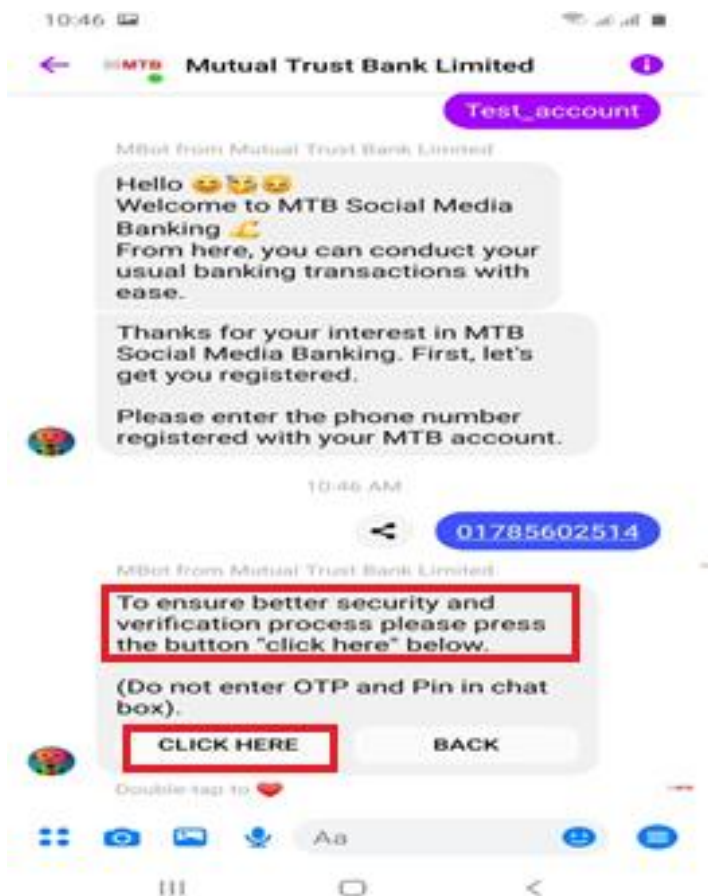 10:46
MTB Mutual Trust Bank Limited
Test_account
MBot from Mutual Trust Bank Limited
Hello 😄🥰😄
Welcome to MTB Social Media
Banking 💪
From here, you can conduct your
usual banking transactions with
ease.
Thanks for your interest in MTB
Social Media Banking. First, let's
get you registered.
Please enter the phone number
registered with your MTB account.
10:46 AM
01785602514
MBot from Mutual Trust Bank Limited
To ensure better security and
verification process please press
the button "click here" below.
(Do not enter OTP and Pin in chat
box).
CLICK HERE BACK
Double-tap to ❤
Aa